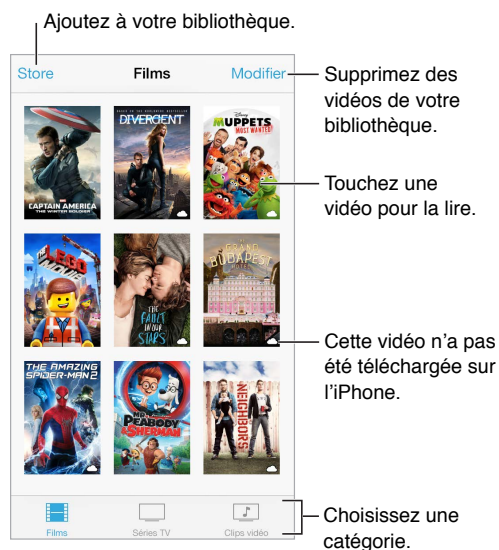 Ajoutez à votre bibliothèque.
Store
Films
Modifier
Supprimez des
vidéos de votre
bibliothèque.
CAPTAIN AMERICA
THE WINTER SOLDIER
DIVERGENT
Disney
MUPPETS
MOST WANTED
Touchez une
vidéo pour la lire.
THE LEGO
MOVIE
THE
FAULT
IN OUR
STARS
GRAND
BUDAPEST
HOTEL
Cette vidéo n'a pas
été téléchargée sur
l'iPhone.
THE AMAZING
SPIDER-MAN 2
MR.
PEABODY
& SHERMAN
NEIGHBORS
Films
Séries TV
Clips vidéo
Choisissez une
catégorie.